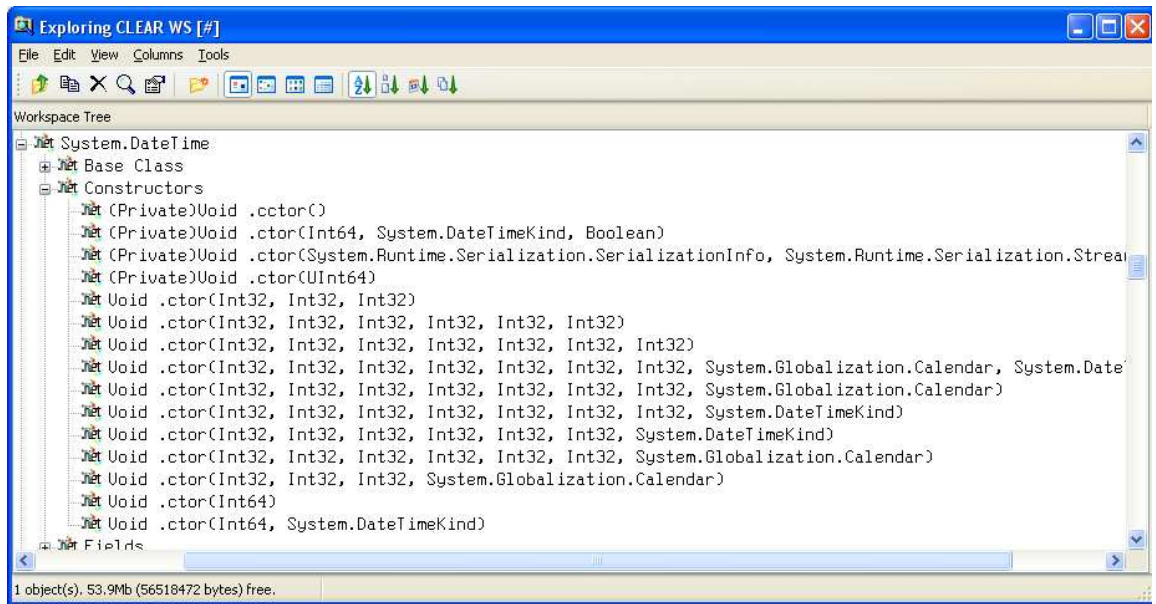 Exploring CLEAR WS [#]
File Edit View Columns Tools
Workspace Tree
System.DateTime
Base Class
Constructors
(Private)Void .cctor()
(Private)Void .ctor(Int64, System.DateTimeKind, Boolean)
(Private)Void .ctor(System.Runtime.Serialization.SerializationInfo, System.Runtime.Serialization.Strea
(Private)Void .ctor(UInt64)
Void .ctor(Int32, Int32, Int32)
Void .ctor(Int32, Int32, Int32, Int32, Int32, Int32)
Void .ctor(Int32, Int32, Int32, Int32, Int32, Int32, Int32)
Void .ctor(Int32, Int32, Int32, Int32, Int32, Int32, Int32, System.Globalization.Calendar, System.Date
Void .ctor(Int32, Int32, Int32, Int32, Int32, Int32, Int32, System.Globalization.Calendar)
Void .ctor(Int32, Int32, Int32, Int32, Int32, Int32, Int32, System.DateTimeKind)
Void .ctor(Int32, Int32, Int32, Int32, Int32, Int32, System.DateTimeKind)
Void .ctor(Int32, Int32, Int32, Int32, Int32, Int32, System.Globalization.Calendar)
Void .ctor(Int32, Int32, Int32, System.Globalization.Calendar)
Void .ctor(Int64)
Void .ctor(Int64, System.DateTimeKind)
Fields
1 object(s). 53.9Mb (56518472 bytes) free.